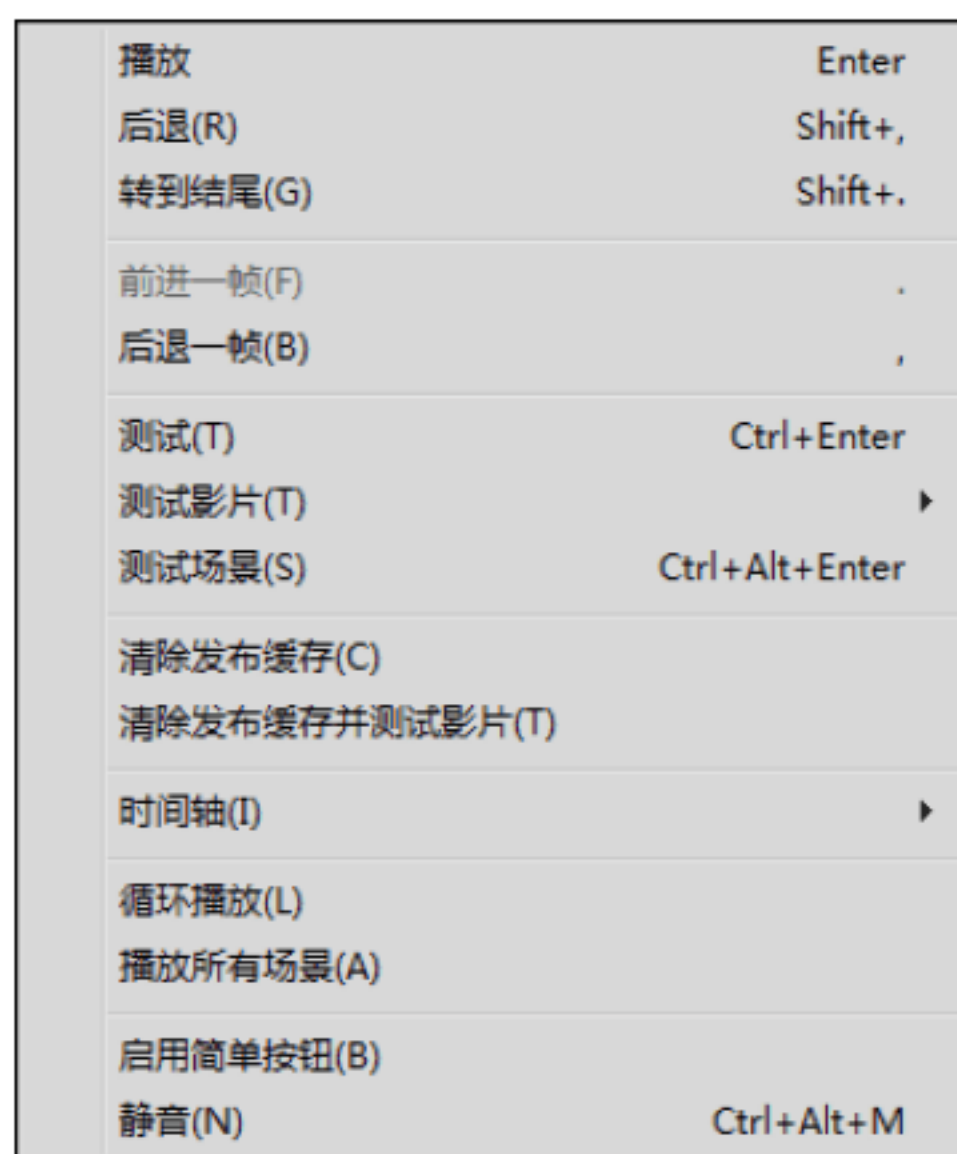 播放 Enter
后退(R) Shift+,
转到结尾(G) Shift+.
前进一帧(F) .
后退一帧(B) ,
测试(T) Ctrl+Enter
测试影片(T)
测试场景(S) Ctrl+Alt+Enter
清除发布缓存(C)
清除发布缓存并测试影片(T)
时间轴(I)
循环播放(L)
播放所有场景(A)
启用简单按钮(B)
静音(N) Ctrl+Alt+M